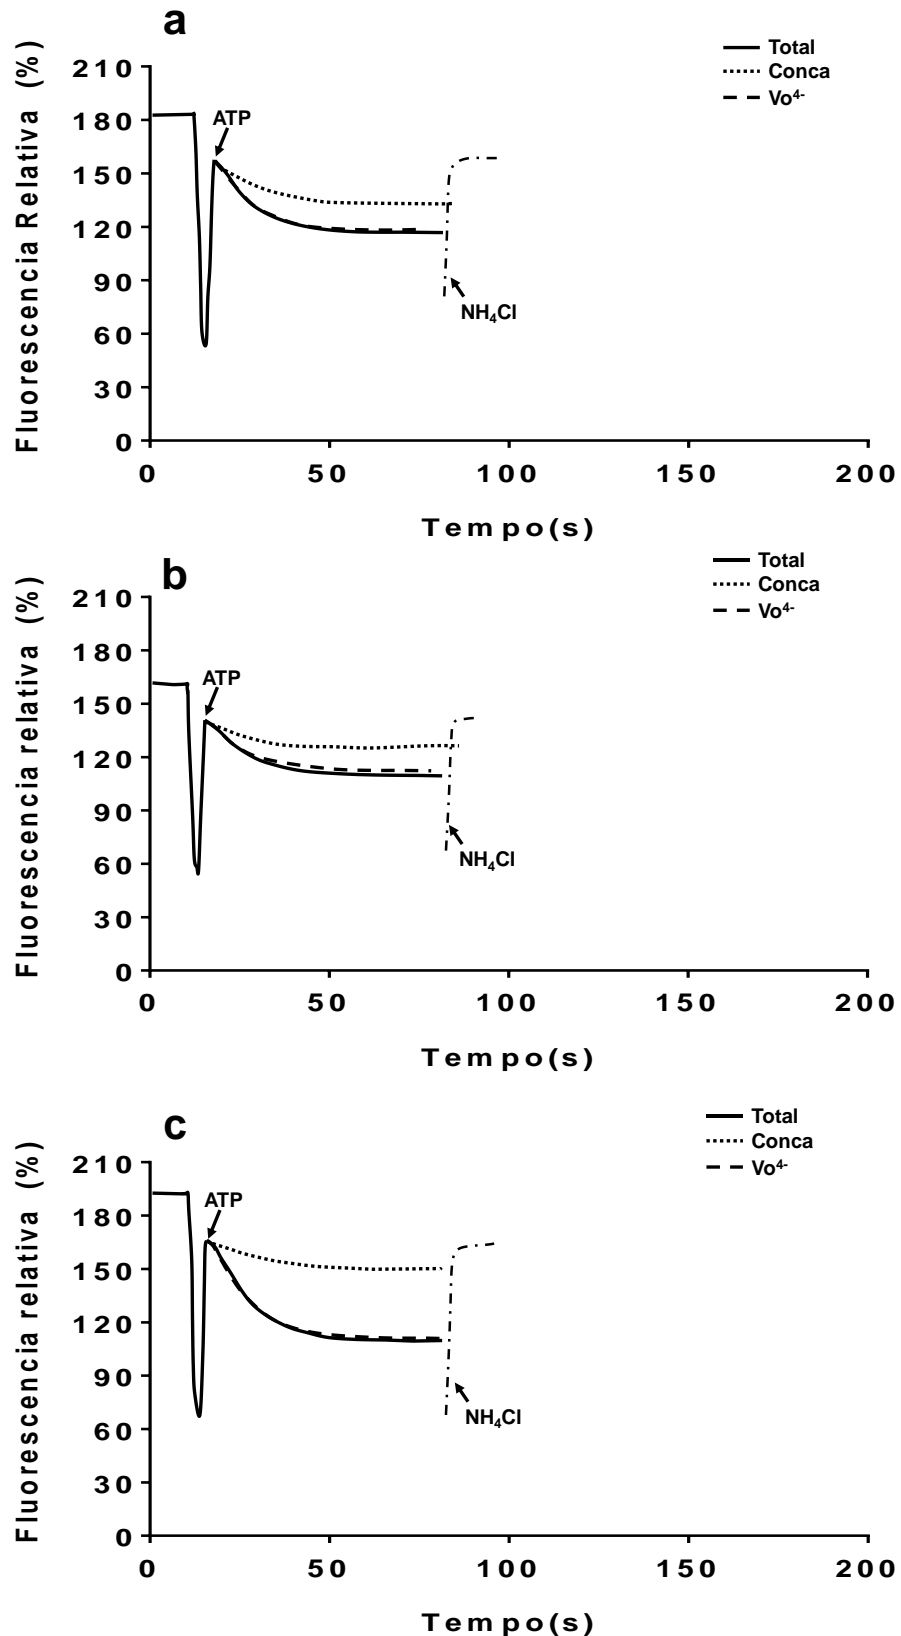 a
Total
Conca
Vo⁴⁻
Fluorescencia Relativa (%)
210
180
150
120
90
60
30
0
ATP
NH₄Cl
0 50 100 150 200
Tempo(s)
b
Total
Conca
Vo⁴⁻
Fluorescencia relativa (%)
210
180
150
120
90
60
30
0
ATP
NH₄Cl
0 50 100 150 200
Tempo(s)
c
Total
Conca
Vo⁴⁻
Fluorescencia relativa (%)
210
180
150
120
90
60
30
0
ATP
NH₄Cl
0 50 100 150 200
Tempo(s)